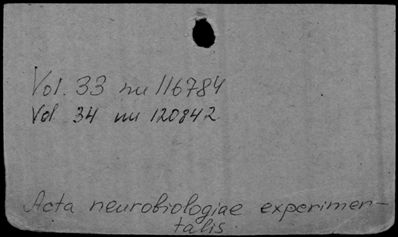 Vol. 33 nu 116784
Vol 34 nu 120842
Acta neurobiologiae experimen-
talis.